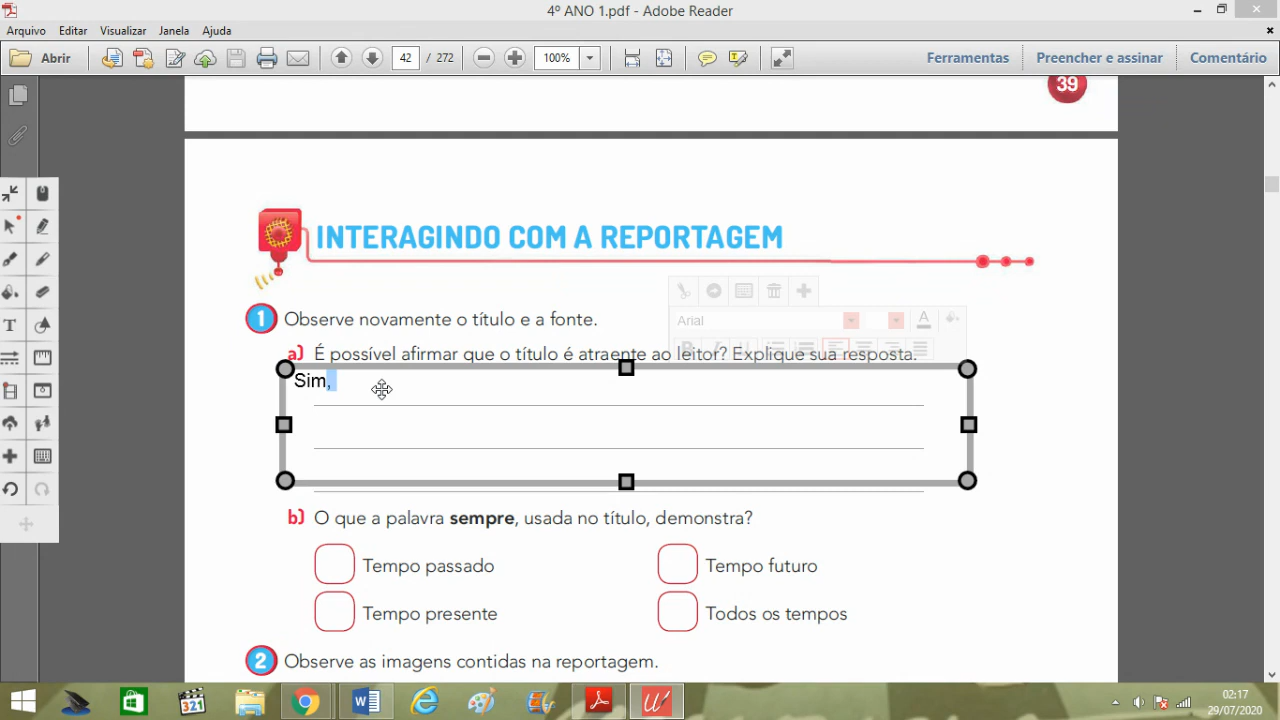 4º ANO 1.pdf - Adobe Reader
Arquivo Editar Visualizar Janela Ajuda
Abrir 42 / 272 100% Ferramentas Preencher e assinar Comentário
39
INTERAGINDO COM A REPORTAGEM
1 Observe novamente o título e a fonte.
Arial A
a) É possível afirmar que o título é atraente ao leitor? Explique sua resposta.
Sim,
b) O que a palavra sempre, usada no título, demonstra?
Tempo passado Tempo futuro
Tempo presente Todos os tempos
2 Observe as imagens contidas na reportagem.
321
02:17
29/07/2020